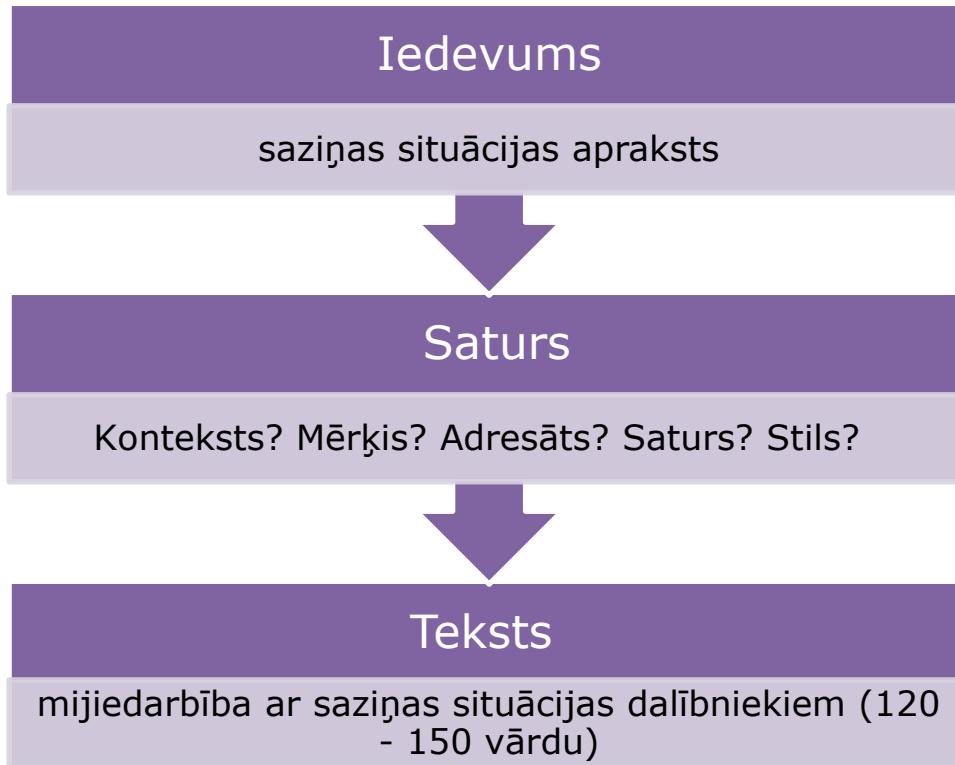 Iedevums
saziņas situācijas apraksts
Saturs
Konteksts? Mērķis? Adresāts? Saturs? Stils?
Teksts
mijiedarbība ar saziņas situācijas dalībniekiem (120
- 150 vārdu)